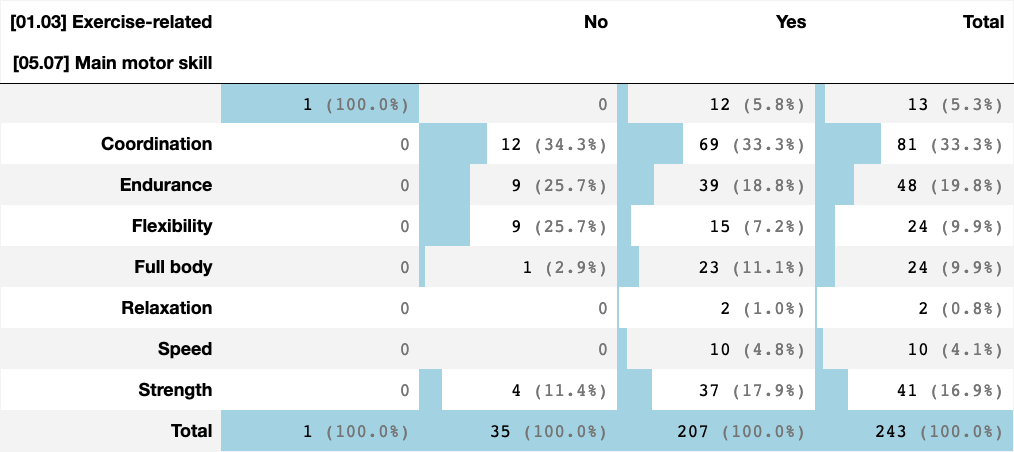 [01.03] Exercise-related No Yes Total
[05.07] Main motor skill
1 (100.0%) 0 12 (5.8%) 13 (5.3%)
Coordination 0 12 (34.3%) 69 (33.3%) 81 (33.3%)
Endurance 0 9 (25.7%) 39 (18.8%) 48 (19.8%)
Flexibility 0 9 (25.7%) 15 (7.2%) 24 (9.9%)
Full body 0 1 (2.9%) 23 (11.1%) 24 (9.9%)
Relaxation 0 0 2 (1.0%) 2 (0.8%)
Speed 0 0 10 (4.8%) 10 (4.1%)
Strength 0 4 (11.4%) 37 (17.9%) 41 (16.9%)
Total 1 (100.0%) 35 (100.0%) 207 (100.0%) 243 (100.0%)